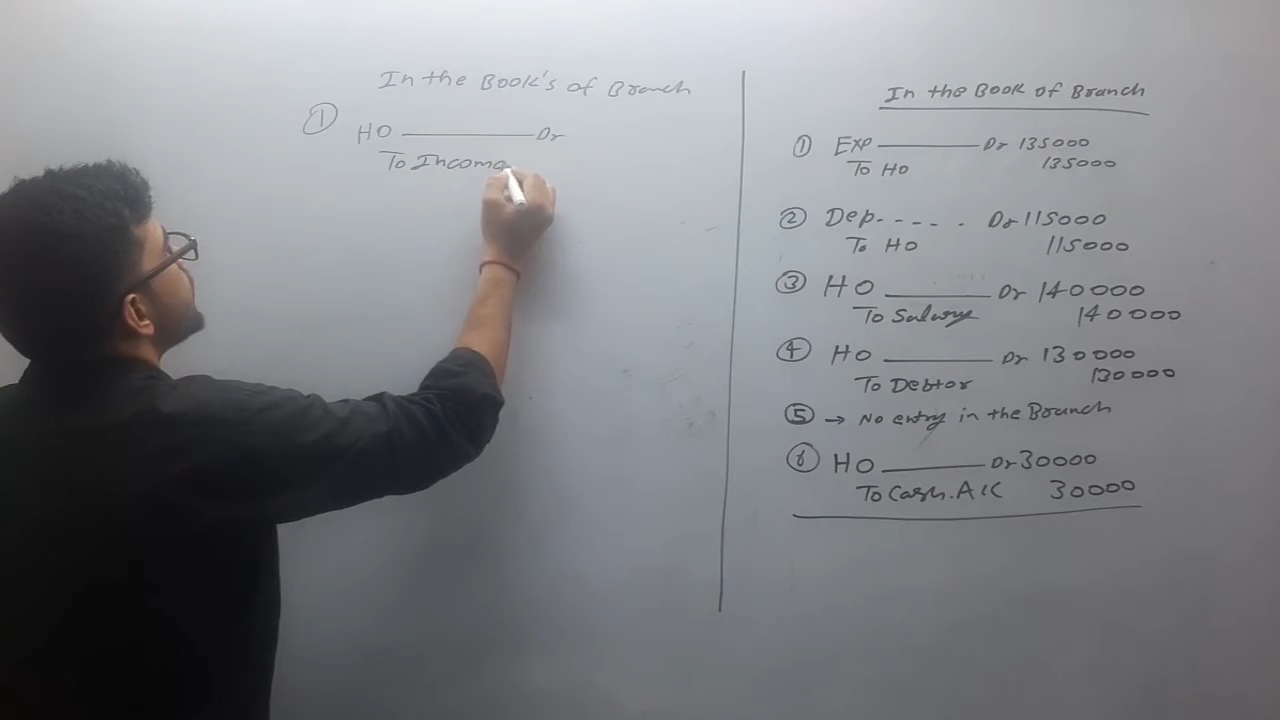 In the Book's of Branch
① HO ———— Dr
To Income
In the Book of Branch
① Exp ———— Dr 135000
To HO 135000
② Dep- - - - . Dr 115000
To HO 115000
③ HO ———— Dr 140000
To Salary 140000
④ HO ———— Dr 130000
To Debtor 130000
⑤ → No entry in the Branch
⑥ HO ———— Dr 30000
To Cash. A/C 30000